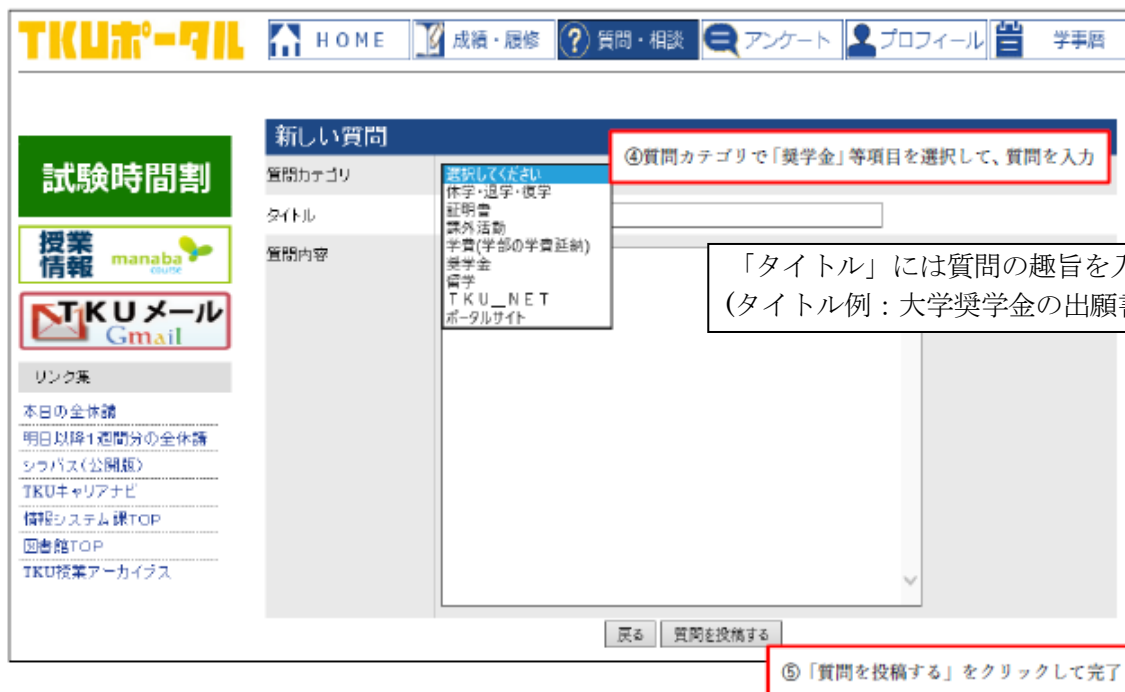 TKUポータル
HOME
成績・履修
質問・相談
アンケート
プロフィール
学事暦
試験時間割
授業情報 manaba course
TKUメール
Gmail
リンク集
本日の全休講
明日以降1週間分の全休講
シラバス(公開版)
TKUキャリアナビ
情報システム課TOP
図書館TOP
TKU授業アーカイブス
新しい質問
④質問カテゴリで「奨学金」等項目を選択して、質問を入力
質問カテゴリ
選択してください
休学・退学・復学
証明書
課外活動
学費(学部の学費延納)
奨学金
留学
TKU_NET
ポータルサイト
タイトル
質問内容
「タイトル」には質問の趣旨を入
(タイトル例:大学奨学金の出願書
戻る
質問を投稿する
⑤「質問を投稿する」をクリックして完了